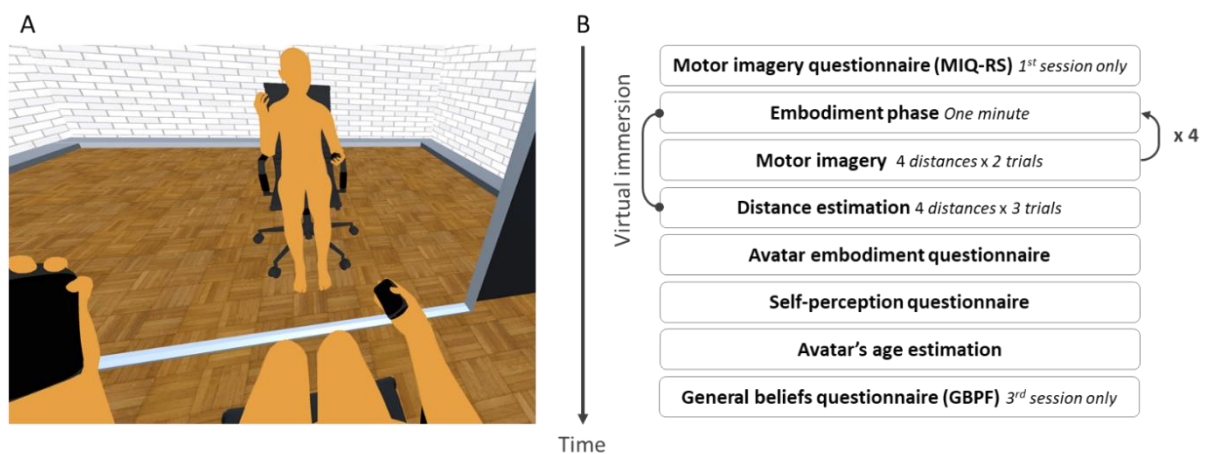 A
B
Virtual immersion
Time
Motor imagery questionnaire (MIQ-RS) 1st session only
Embodiment phase One minute
Motor imagery 4 distances x 2 trials
x 4
Distance estimation 4 distances x 3 trials
Avatar embodiment questionnaire
Self-perception questionnaire
Avatar's age estimation
General beliefs questionnaire (GBPF) 3rd session only